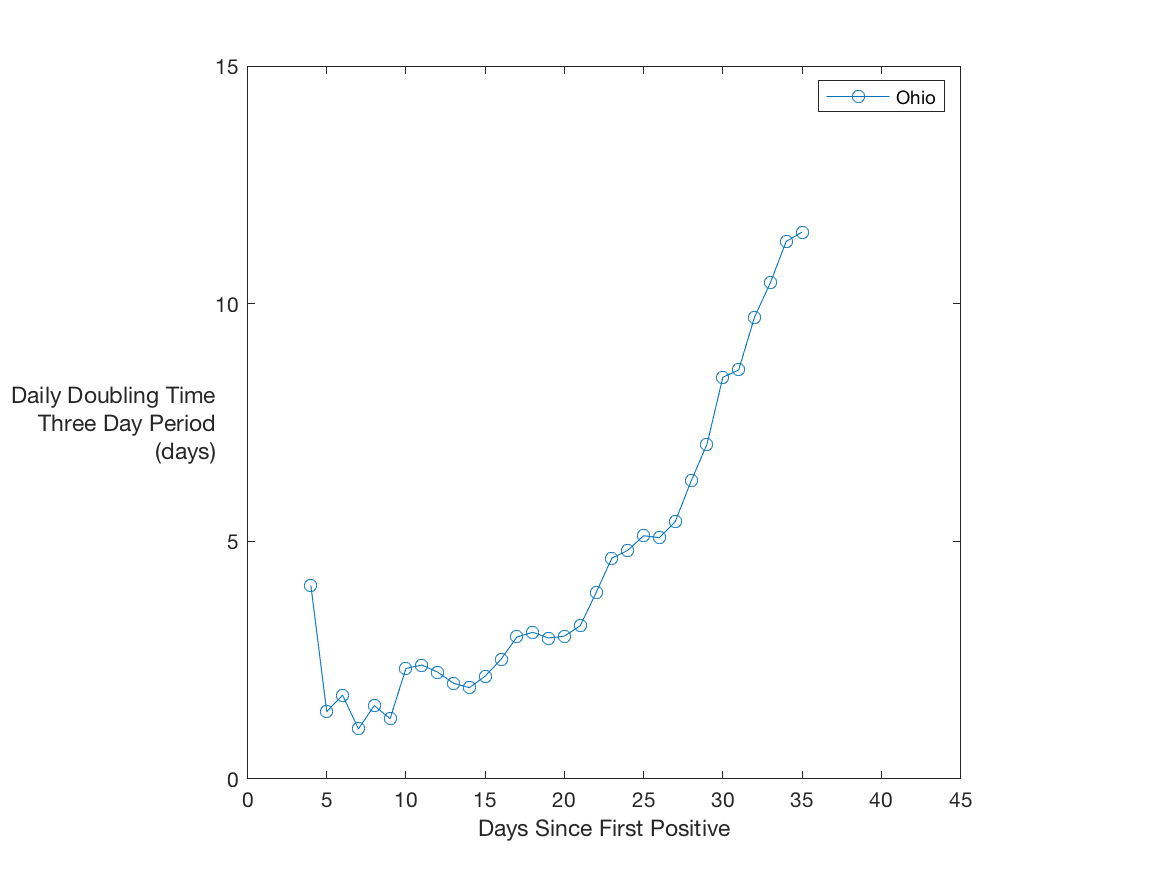 15
Ohio
10
Daily Doubling Time
Three Day Period
(days)
5
0
0 5 10 15 20 25 30 35 40 45
Days Since First Positive